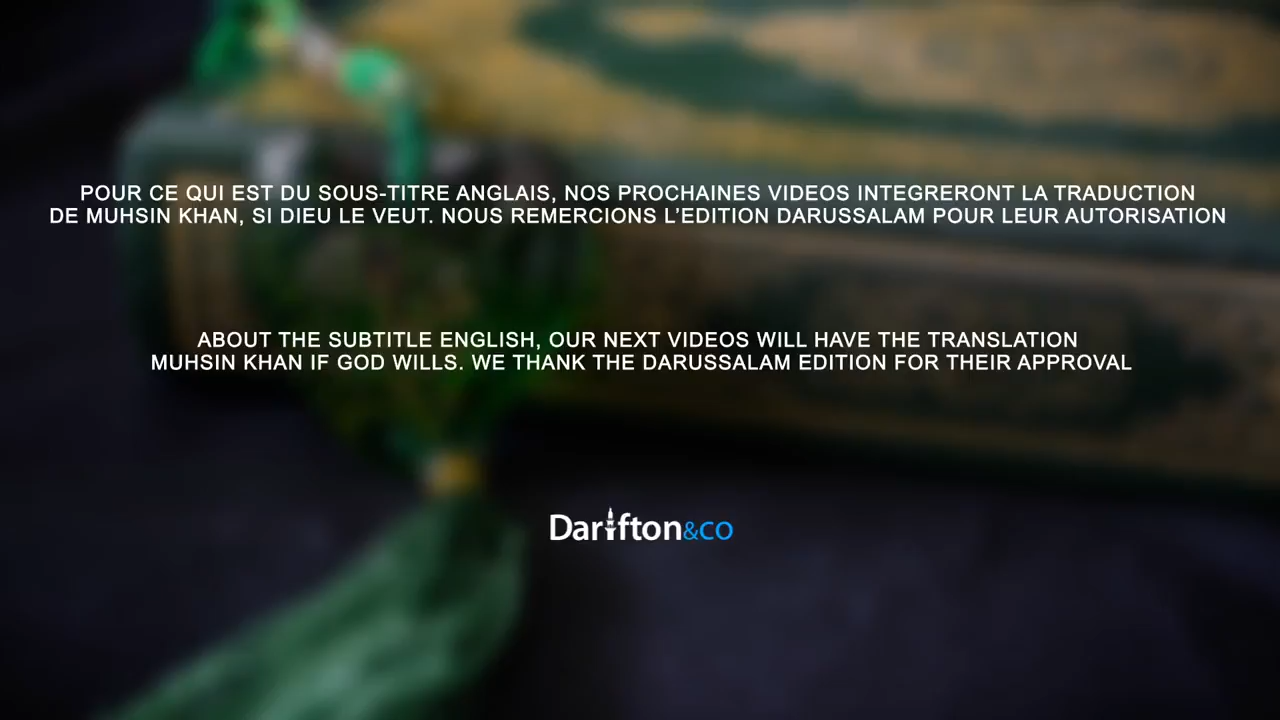 POUR CE QUI EST DU SOUS-TITRE ANGLAIS, NOS PROCHAINES VIDEOS INTEGRERONT LA TRADUCTION
DE MUHSIN KHAN, SI DIEU LE VEUT. NOUS REMERCIONS L’EDITION DARUSSALAM POUR LEUR AUTORISATION
ABOUT THE SUBTITLE ENGLISH, OUR NEXT VIDEOS WILL HAVE THE TRANSLATION
MUHSIN KHAN IF GOD WILLS. WE THANK THE DARUSSALAM EDITION FOR THEIR APPROVAL
Darifton&co